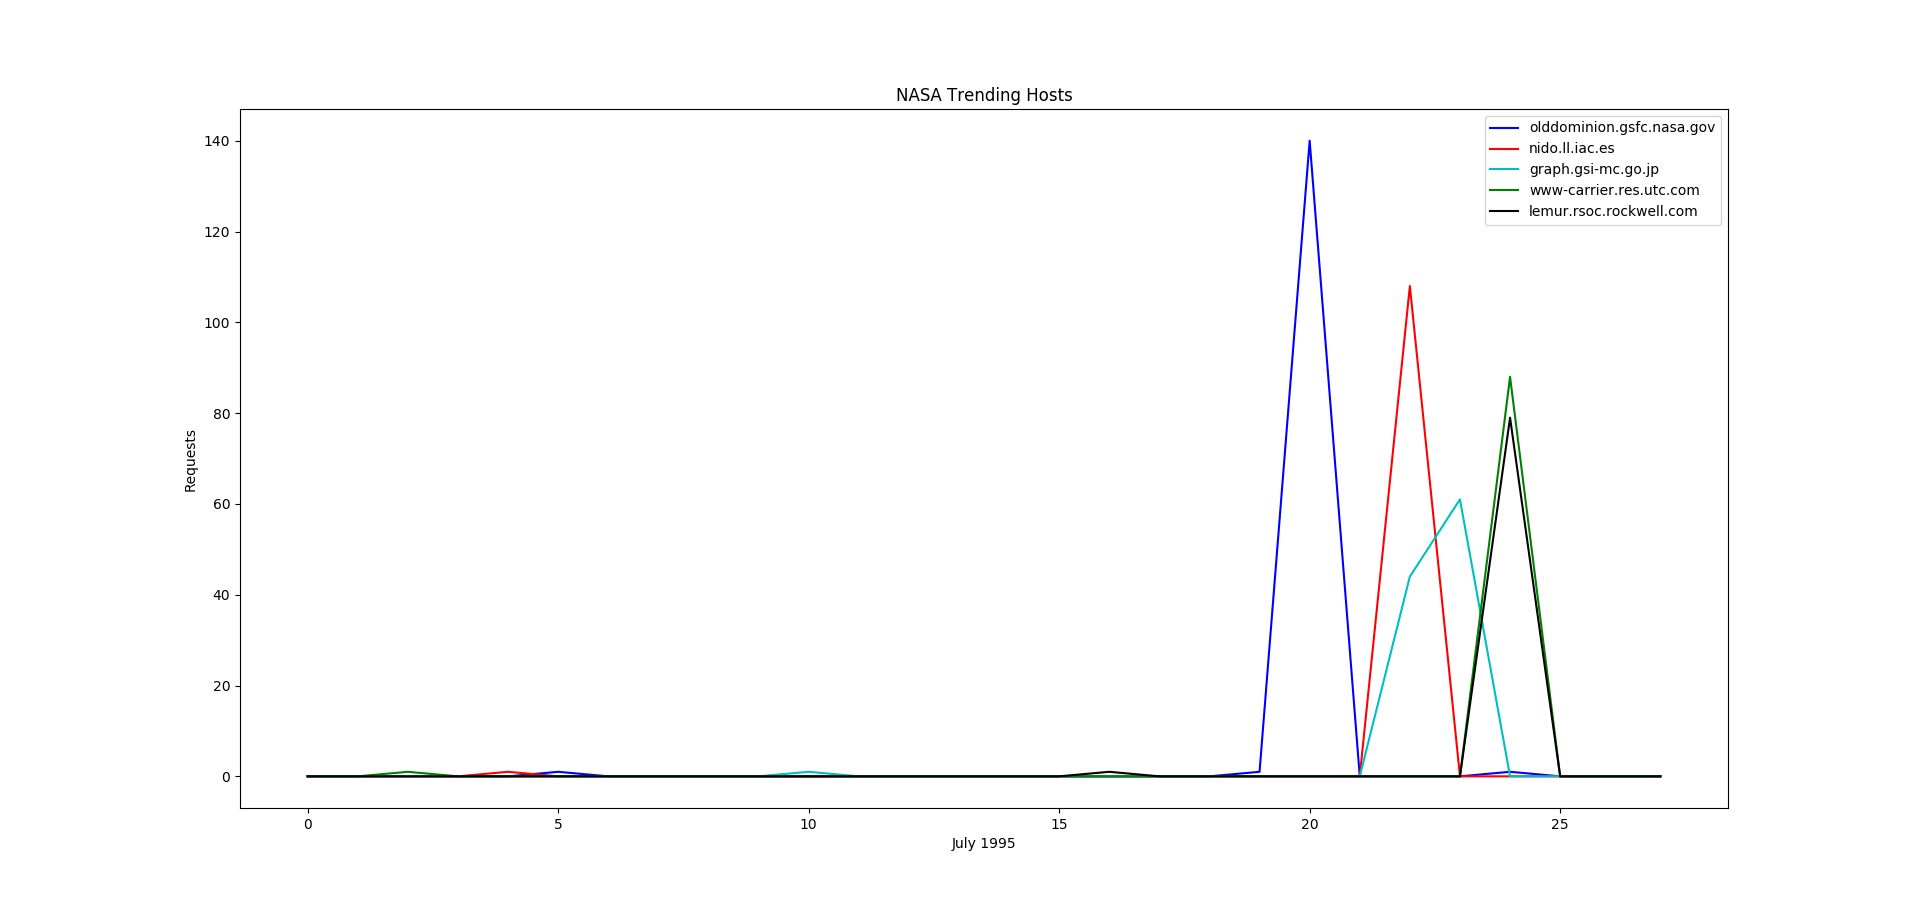 NASA Trending Hosts
olddominion.gsfc.nasa.gov
nido.ll.iac.es
graph.gsi-mc.go.jp
www-carrier.res.utc.com
lemur.rsoc.rockwell.com
140
120
100
80
60
40
20
0
Requests
0 5 10 15 20 25
July 1995